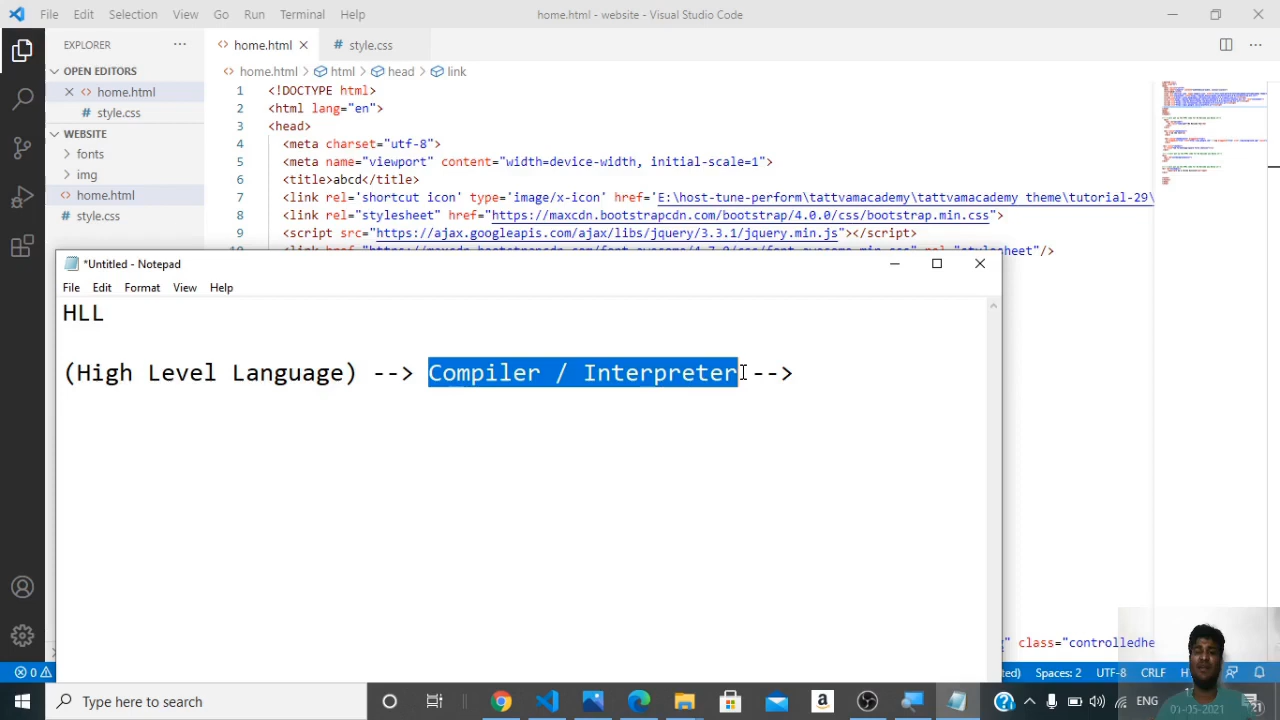 File Edit Selection View Go Run Terminal Help home.html - website - Visual Studio Code
EXPLORER
home.html
# style.css
OPEN EDITORS
home.html > html > head > link
home.html
# style.css
WEBSITE
> fonts
> img
<> home.html
# style.css
1 <!DOCTYPE html>
2 <html lang="en">
3 <head>
4 <meta charset="utf-8">
5 <meta name="viewport" content="width=device-width, initial-scale=1">
6 <title>abcd</title>
7 <link rel='shortcut icon' type='image/x-icon' href='E:\host-tune-perform\tattvamacademy\tattvamacademy theme\tutorial-29\
8 <link rel="stylesheet" href="https://maxcdn.bootstrapcdn.com/bootstrap/4.0.0/css/bootstrap.min.css">
9 <script src="https://ajax.googleapis.com/ajax/libs/jquery/3.3.1/jquery.min.js"></script>
*Untitled - Notepad
File Edit Format View Help
HLL
(High Level Language) --> Compiler / Interpreter -->
class="controlledhe
0
Spaces: 2 UTF-8 CRLF
Type here to search
ENG
21